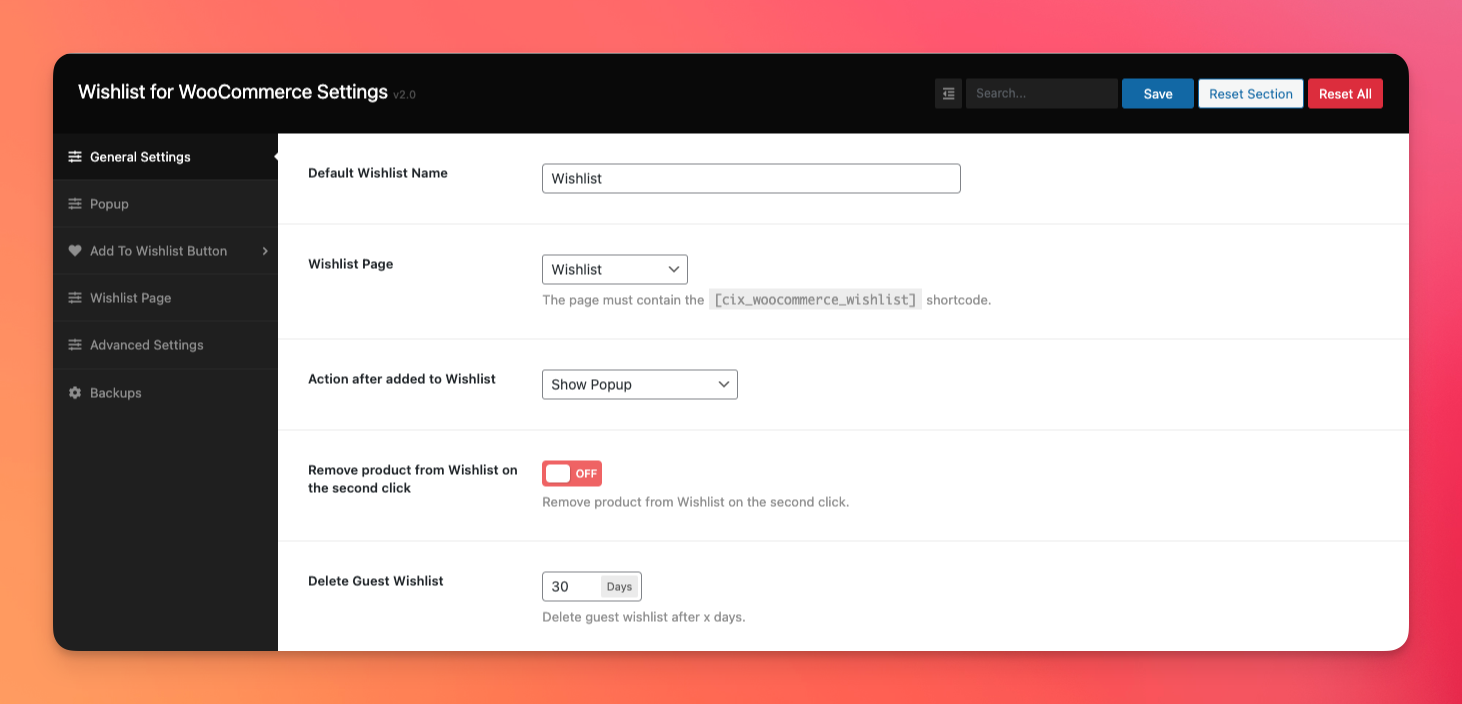 Wishlist for WooCommerce Settings v2.0
Search...
Save
Reset Section
Reset All
General Settings
Popup
Add To Wishlist Button
Wishlist Page
Advanced Settings
Backups
Default Wishlist Name
Wishlist
Wishlist Page
Wishlist
The page must contain the [cix_woocommerce_wishlist] shortcode.
Action after added to Wishlist
Show Popup
Remove product from Wishlist on
the second click
OFF
Remove product from Wishlist on the second click.
Delete Guest Wishlist
30 Days
Delete guest wishlist after x days.